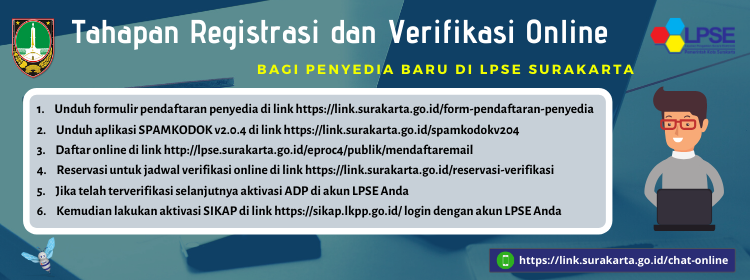 Tahapan Registrasi dan Verifikasi Online
LPSE
BAGI PENYEDIA BARU DI LPSE SURAKARTA
1. Unduh formulir pendaftaran penyedia di link https://link.surakarta.go.id/form-pendaftaran-penyedia
2. Unduh aplikasi SPAMKODOK v2.0.4 di link https://link.surakarta.go.id/spamkodokv204
3. Daftar online di link http://lpse.surakarta.go.id/eproc4/publik/mendaftaremail
4. Reservasi untuk jadwal verifikasi online di link https://link.surakarta.go.id/reservasi-verifikasi
5. Jika telah terverifikasi selanjutnya aktivasi ADP di akun LPSE Anda
6. Kemudian lakukan aktivasi SIKAP di link https://sikap.lkpp.go.id/ login dengan akun LPSE Anda
https://link.surakarta.go.id/chat-online